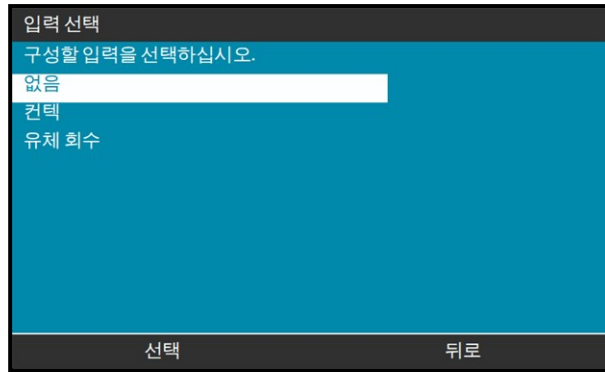 입력 선택
구성할 입력을 선택하십시오.
없음
컨텍
유체 회수
선택 뒤로